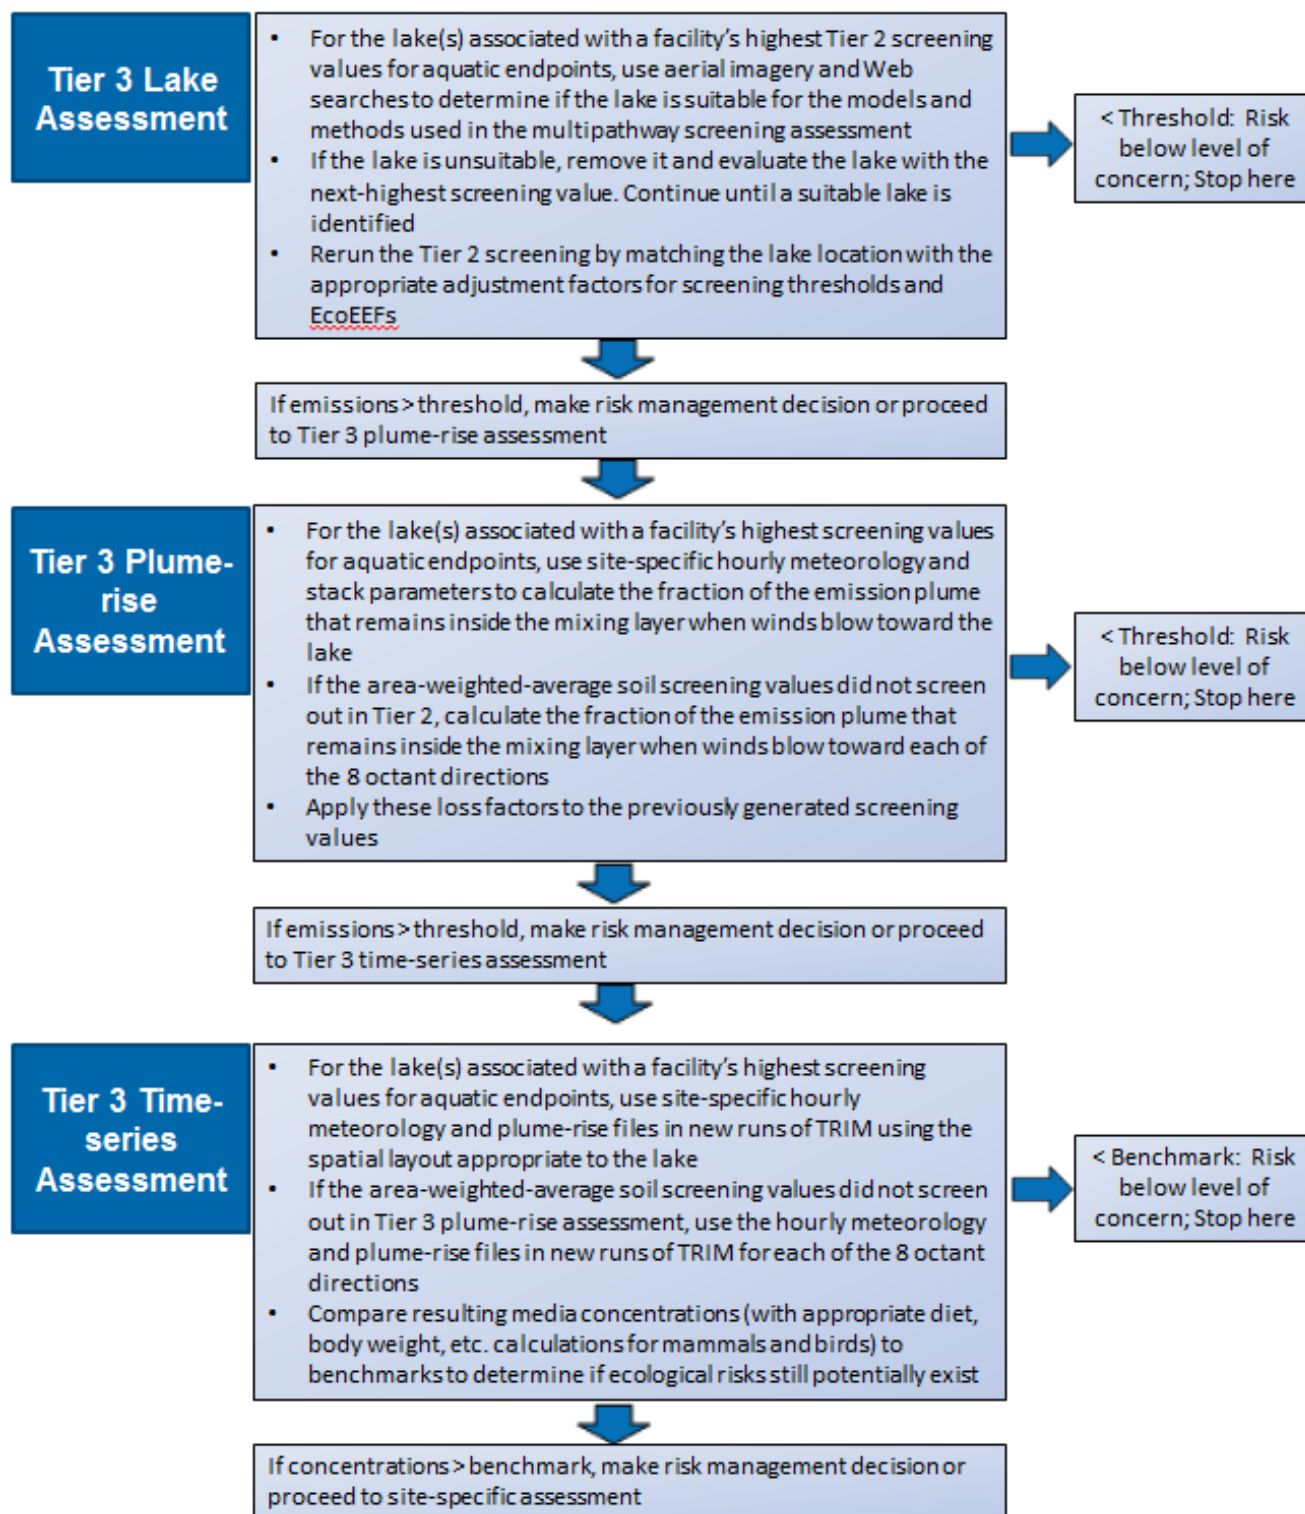 Tier 3 Lake
Assessment
• For the lake(s) associated with a facility's highest Tier 2 screening
values for aquatic endpoints, use aerial imagery and Web
searches to determine if the lake is suitable for the models and
methods used in the multipathway screening assessment
• If the lake is unsuitable, remove it and evaluate the lake with the
next-highest screening value. Continue until a suitable lake is
identified
• Rerun the Tier 2 screening by matching the lake location with the
appropriate adjustment factors for screening thresholds and
EcoEEFs
< Threshold: Risk
below level of
concern; Stop here
If emissions > threshold, make risk management decision or proceed
to Tier 3 plume-rise assessment
Tier 3 Plume-
rise
Assessment
• For the lake(s) associated with a facility's highest screening values
for aquatic endpoints, use site-specific hourly meteorology and
stack parameters to calculate the fraction of the emission plume
that remains inside the mixing layer when winds blow toward the
lake
• If the area-weighted-average soil screening values did not screen
out in Tier 2, calculate the fraction of the emission plume that
remains inside the mixing layer when winds blow toward each of
the 8 octant directions
• Apply these loss factors to the previously generated screening
values
< Threshold: Risk
below level of
concern; Stop here
If emissions > threshold, make risk management decision or proceed
to Tier 3 time-series assessment
Tier 3 Time-
series
Assessment
• For the lake(s) associated with a facility's highest screening
values for aquatic endpoints, use site-specific hourly
meteorology and plume-rise files in new runs of TRIM using the
spatial layout appropriate to the lake
• If the area-weighted-average soil screening values did not screen
out in Tier 3 plume-rise assessment, use the hourly meteorology
and plume-rise files in new runs of TRIM for each of the 8 octant
directions
• Compare resulting media concentrations (with appropriate diet,
body weight, etc. calculations for mammals and birds) to
benchmarks to determine if ecological risks still potentially exist
< Benchmark: Risk
below level of
concern; Stop here
If concentrations > benchmark, make risk management decision or
proceed to site-specific assessment